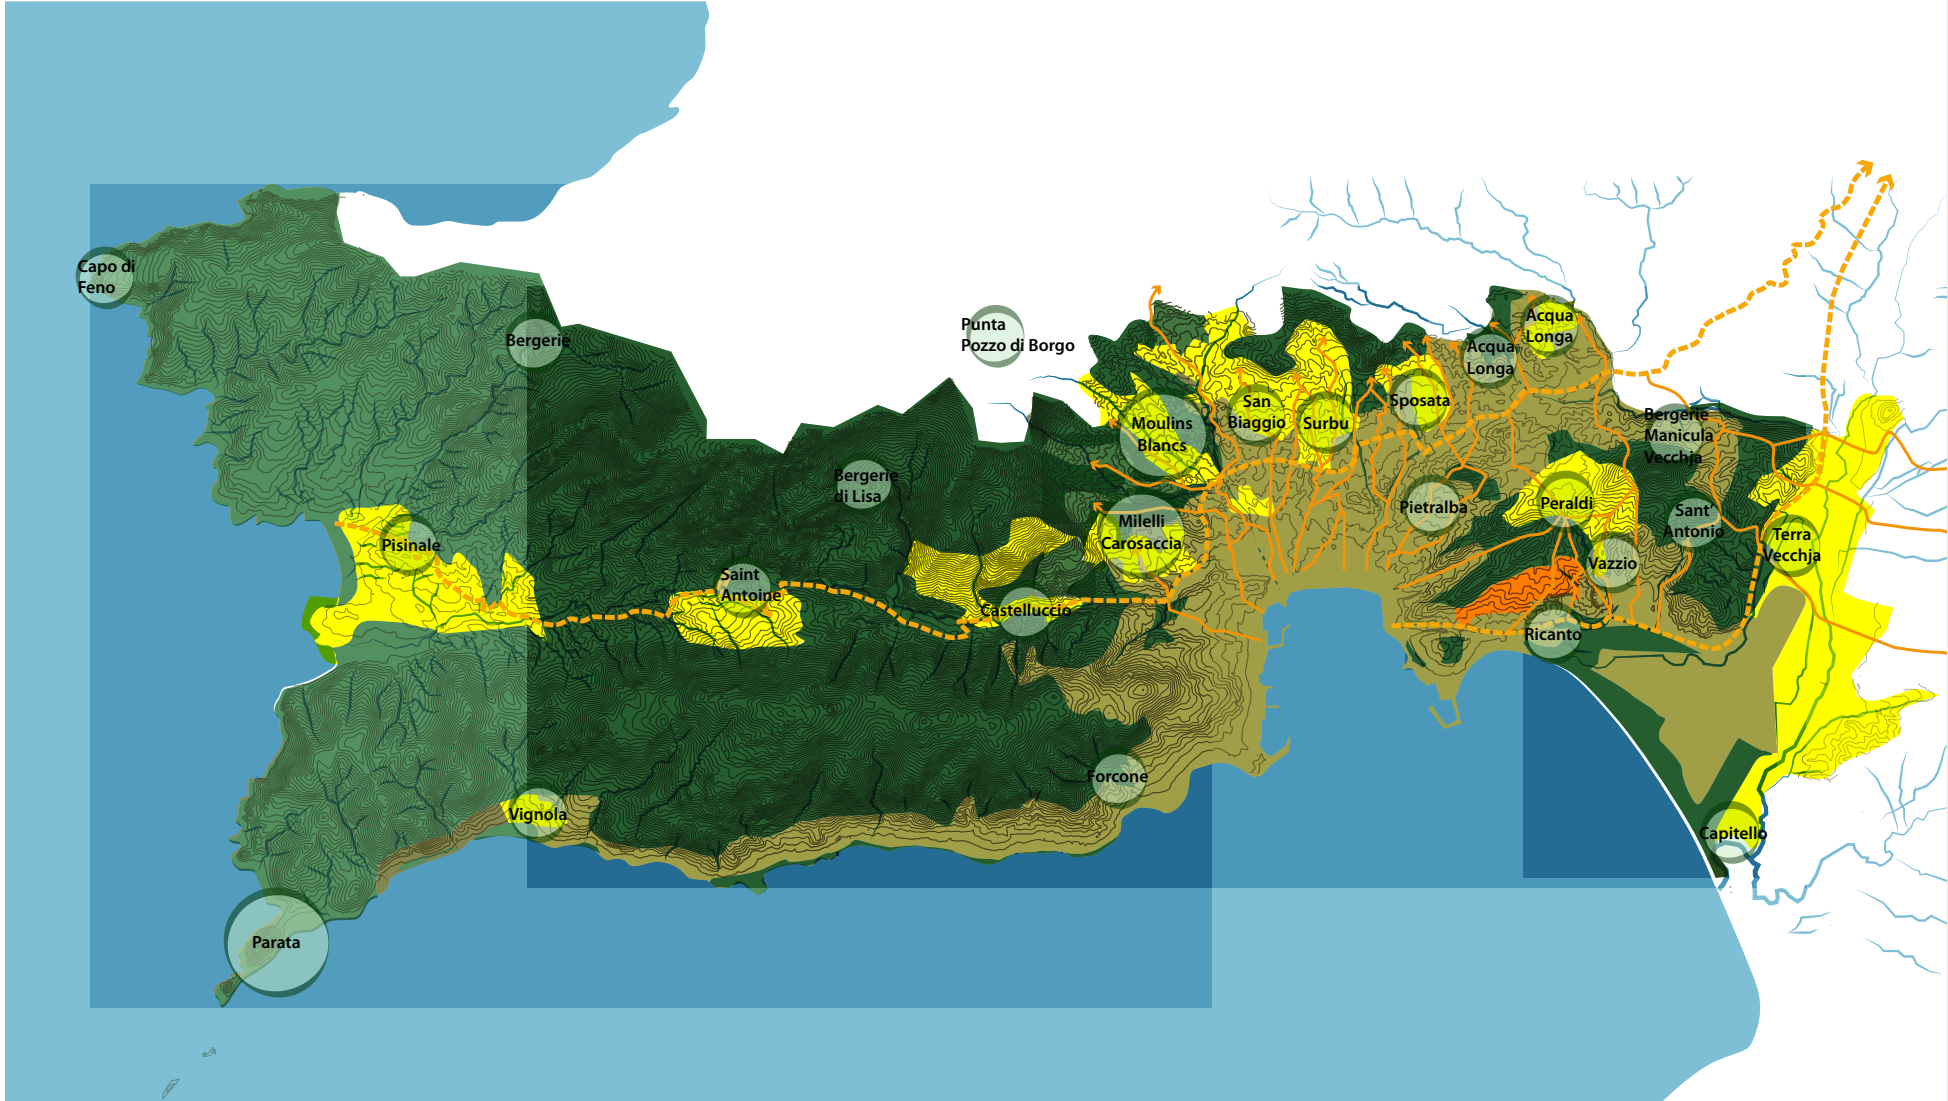 Capo di
Feno
Bergerie
Punta
Pozzo di Borgo
Acqua
Longa
Acqua
Longa
Moulins
Blancs
San
Biaggio
Surbu
Sposata
Bergerie
Manicula
Vecchja
Bergerie
di Lisa
Pisinale
Milelli
Carosaccia
Pietralba
Peraldi
Sant'
Antonio
Terra
Vecchja
Vazzio
Saint
Antoine
Castelluccio
Ricanto
Forcone
Vignola
Capitello
Parata